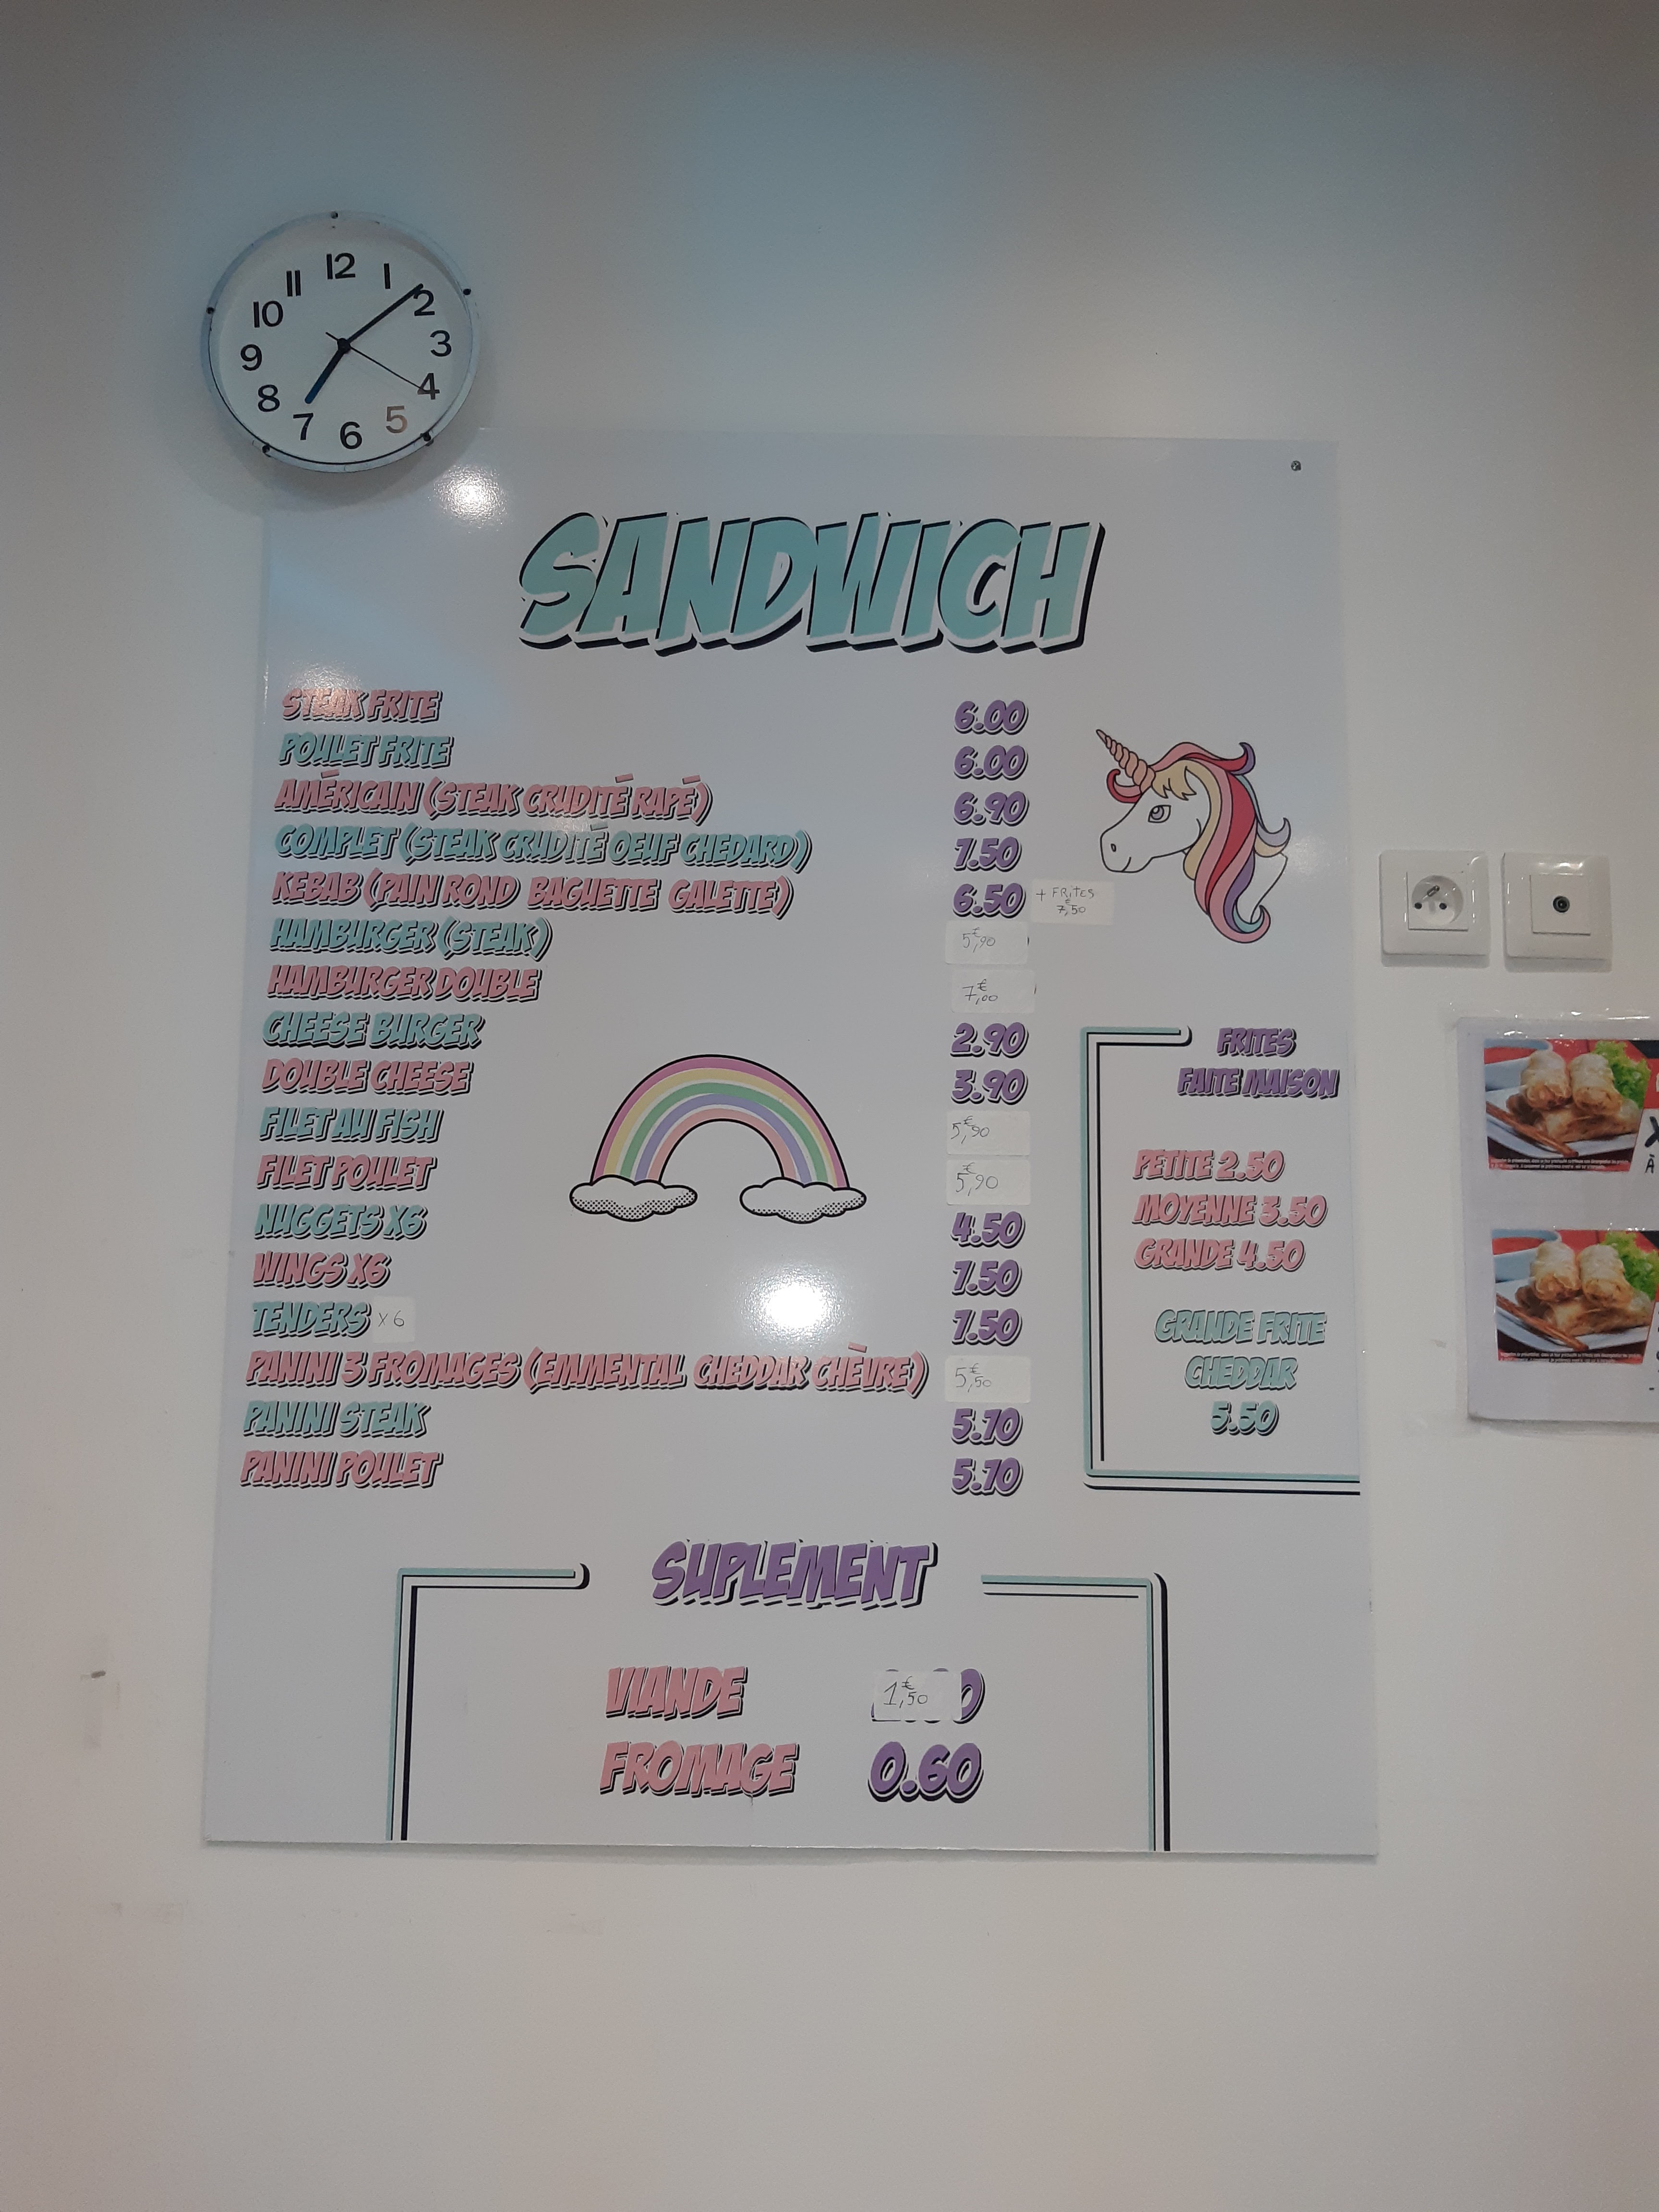 12
1
2
3
4
5
6
7
8
9
10
11
SANDWICH
STEAK FRITE 6.00
POULET FRITE 6.00
AMÉRICAIN (STEAK CRUDITÉ RAPÉ) 6.90
COMPLET (STEAK CRUDITÉ OEUF CHEDARD) 7.50
KEBAB (PAIN ROND BAGUETTE GALETTE) 6.50 + FRITES 7,50€
HAMBURGER (STEAK) 5€,90
HAMBURGER DOUBLE 7€,00
CHEESE BURGER 2.90
DOUBLE CHEESE 3.90
FILET AU FISH 5€,90
FILET POULET 5€,90
NUGGETS X6 4.50
WINGS X6 7.50
TENDERS X6 7.50
PANINI 3 FROMAGES (EMMENTAL CHEDDAR CHÈVRE) 5€,50
PANINI STEAK 5.70
PANINI POULET 5.70
FRITES
FAITE MAISON
PETITE 2.50
MOYENNE 3.50
GRANDE 4.50
GRANDE FRITE
CHEDDAR
5.50
SUPLEMENT
VIANDE 1€,50
FROMAGE 0.60